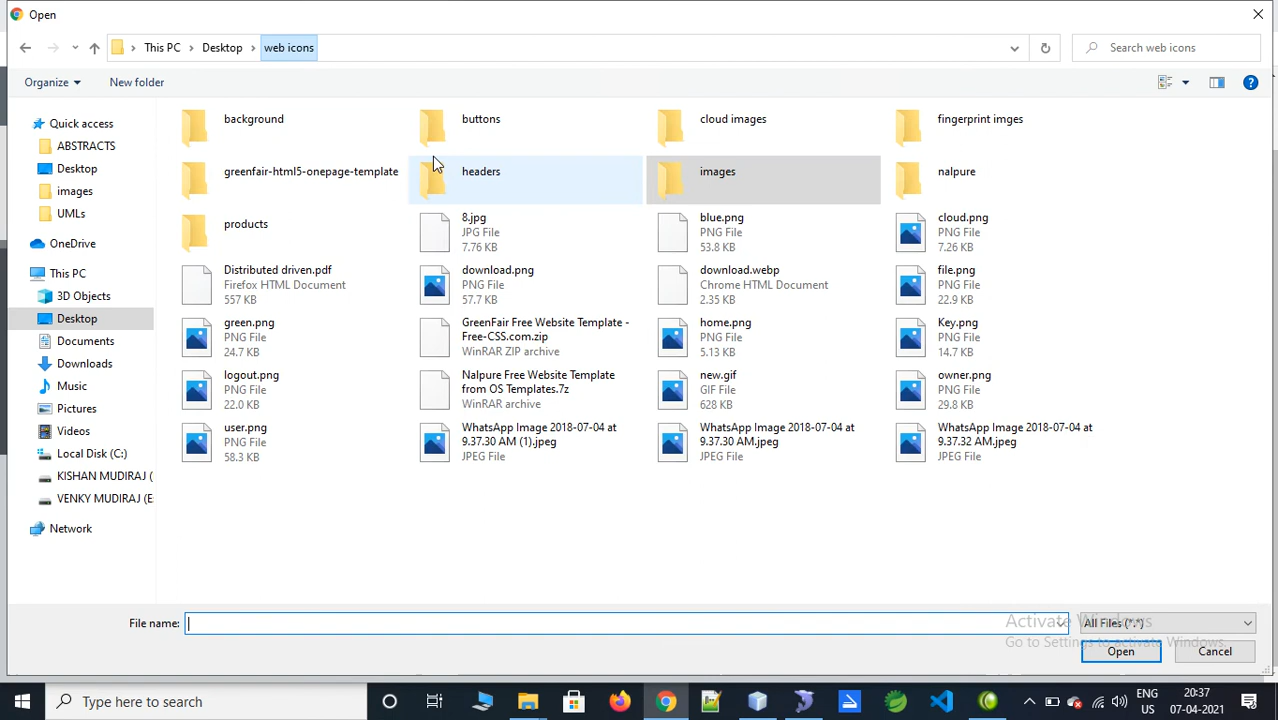 Open
This PC > Desktop > web icons
Search web icons
Organize
New folder
Quick access
ABSTRACTS
Desktop
images
UMLs
OneDrive
This PC
3D Objects
Desktop
Documents
Downloads
Music
Pictures
Videos
Local Disk (C:)
KISHAN MUDIRAJ (
VENKY MUDIRAJ (E
Network
background
buttons
cloud images
fingerprint imges
greenfair-html5-onepage-template
headers
images
nalpure
products
8.jpg
JPG File
7.76 KB
blue.png
PNG File
53.8 KB
cloud.png
PNG File
7.26 KB
Distributed driven.pdf
Firefox HTML Document
557 KB
download.png
PNG File
57.7 KB
download.webp
Chrome HTML Document
2.35 KB
file.png
PNG File
22.9 KB
green.png
PNG File
24.7 KB
GreenFair Free Website Template -
Free-CSS.com.zip
WinRAR ZIP archive
home.png
PNG File
5.13 KB
Key.png
PNG File
14.7 KB
logout.png
PNG File
22.0 KB
Nalpure Free Website Template
from OS Templates.7z
WinRAR archive
new.gif
GIF File
628 KB
owner.png
PNG File
29.8 KB
user.png
PNG File
58.3 KB
WhatsApp Image 2018-07-04 at
9.37.30 AM (1).jpeg
JPEG File
WhatsApp Image 2018-07-04 at
9.37.30 AM.jpeg
JPEG File
WhatsApp Image 2018-07-04 at
9.37.32 AM.jpeg
JPEG File
File name:
All Files (*.*)
Activate Windows
Go to Settings to activate Windows.
Open
Cancel
Type here to search
ENG
US
20:37
07-04-2021